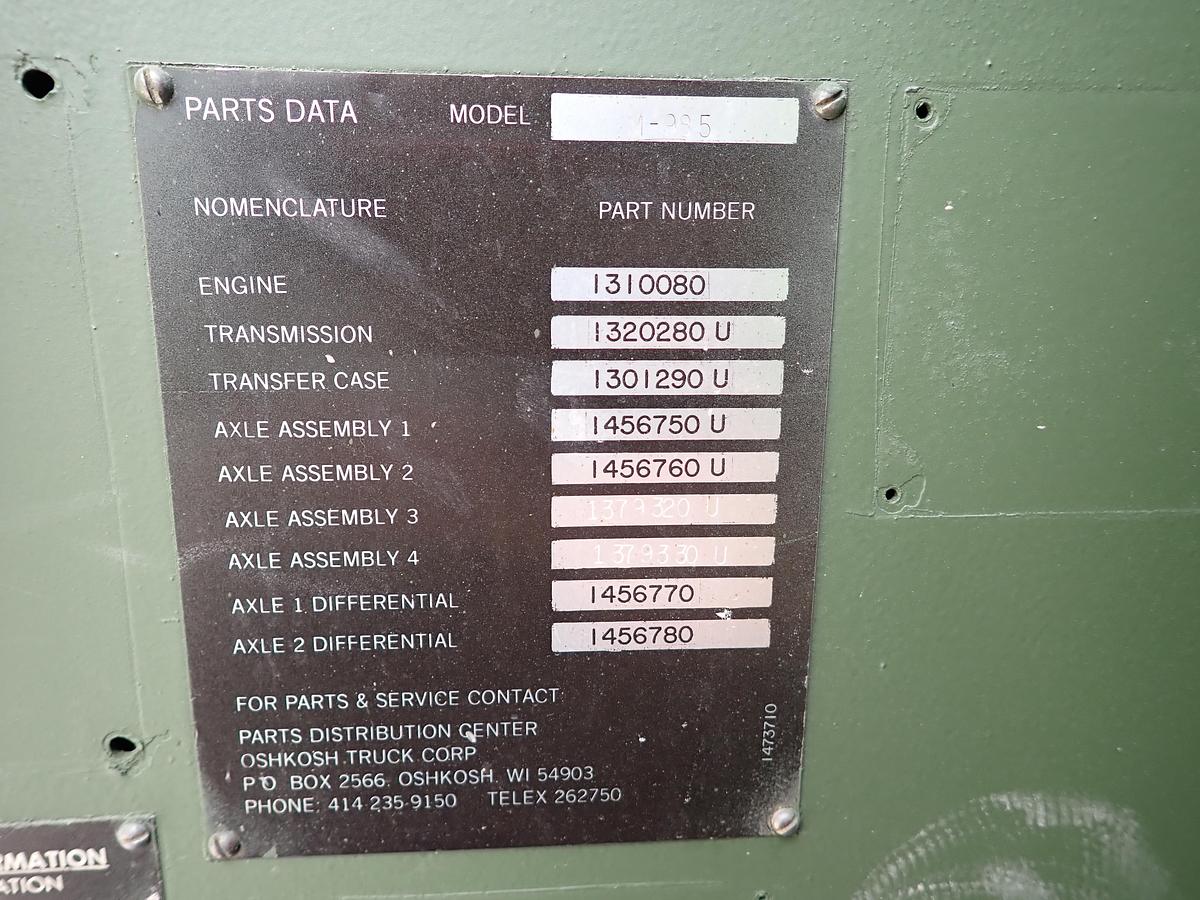 PARTS DATA MODEL
NOMENCLATURE PART NUMBER
ENGINE 1310080
TRANSMISSION 1320280 U
TRANSFER CASE 1301290 U
AXLE ASSEMBLY 1 1456750 U
AXLE ASSEMBLY 2 1456760 U
AXLE ASSEMBLY 3 1379320 U
AXLE ASSEMBLY 4 1379330 U
AXLE 1 DIFFERENTIAL 1456770
AXLE 2 DIFFERENTIAL 1456780
FOR PARTS & SERVICE CONTACT:
PARTS DISTRIBUTION CENTER
OSHKOSH TRUCK CORP
P O BOX 2566, OSHKOSH, WI 54903
PHONE: 414-235-9150 TELEX 262750
1473710